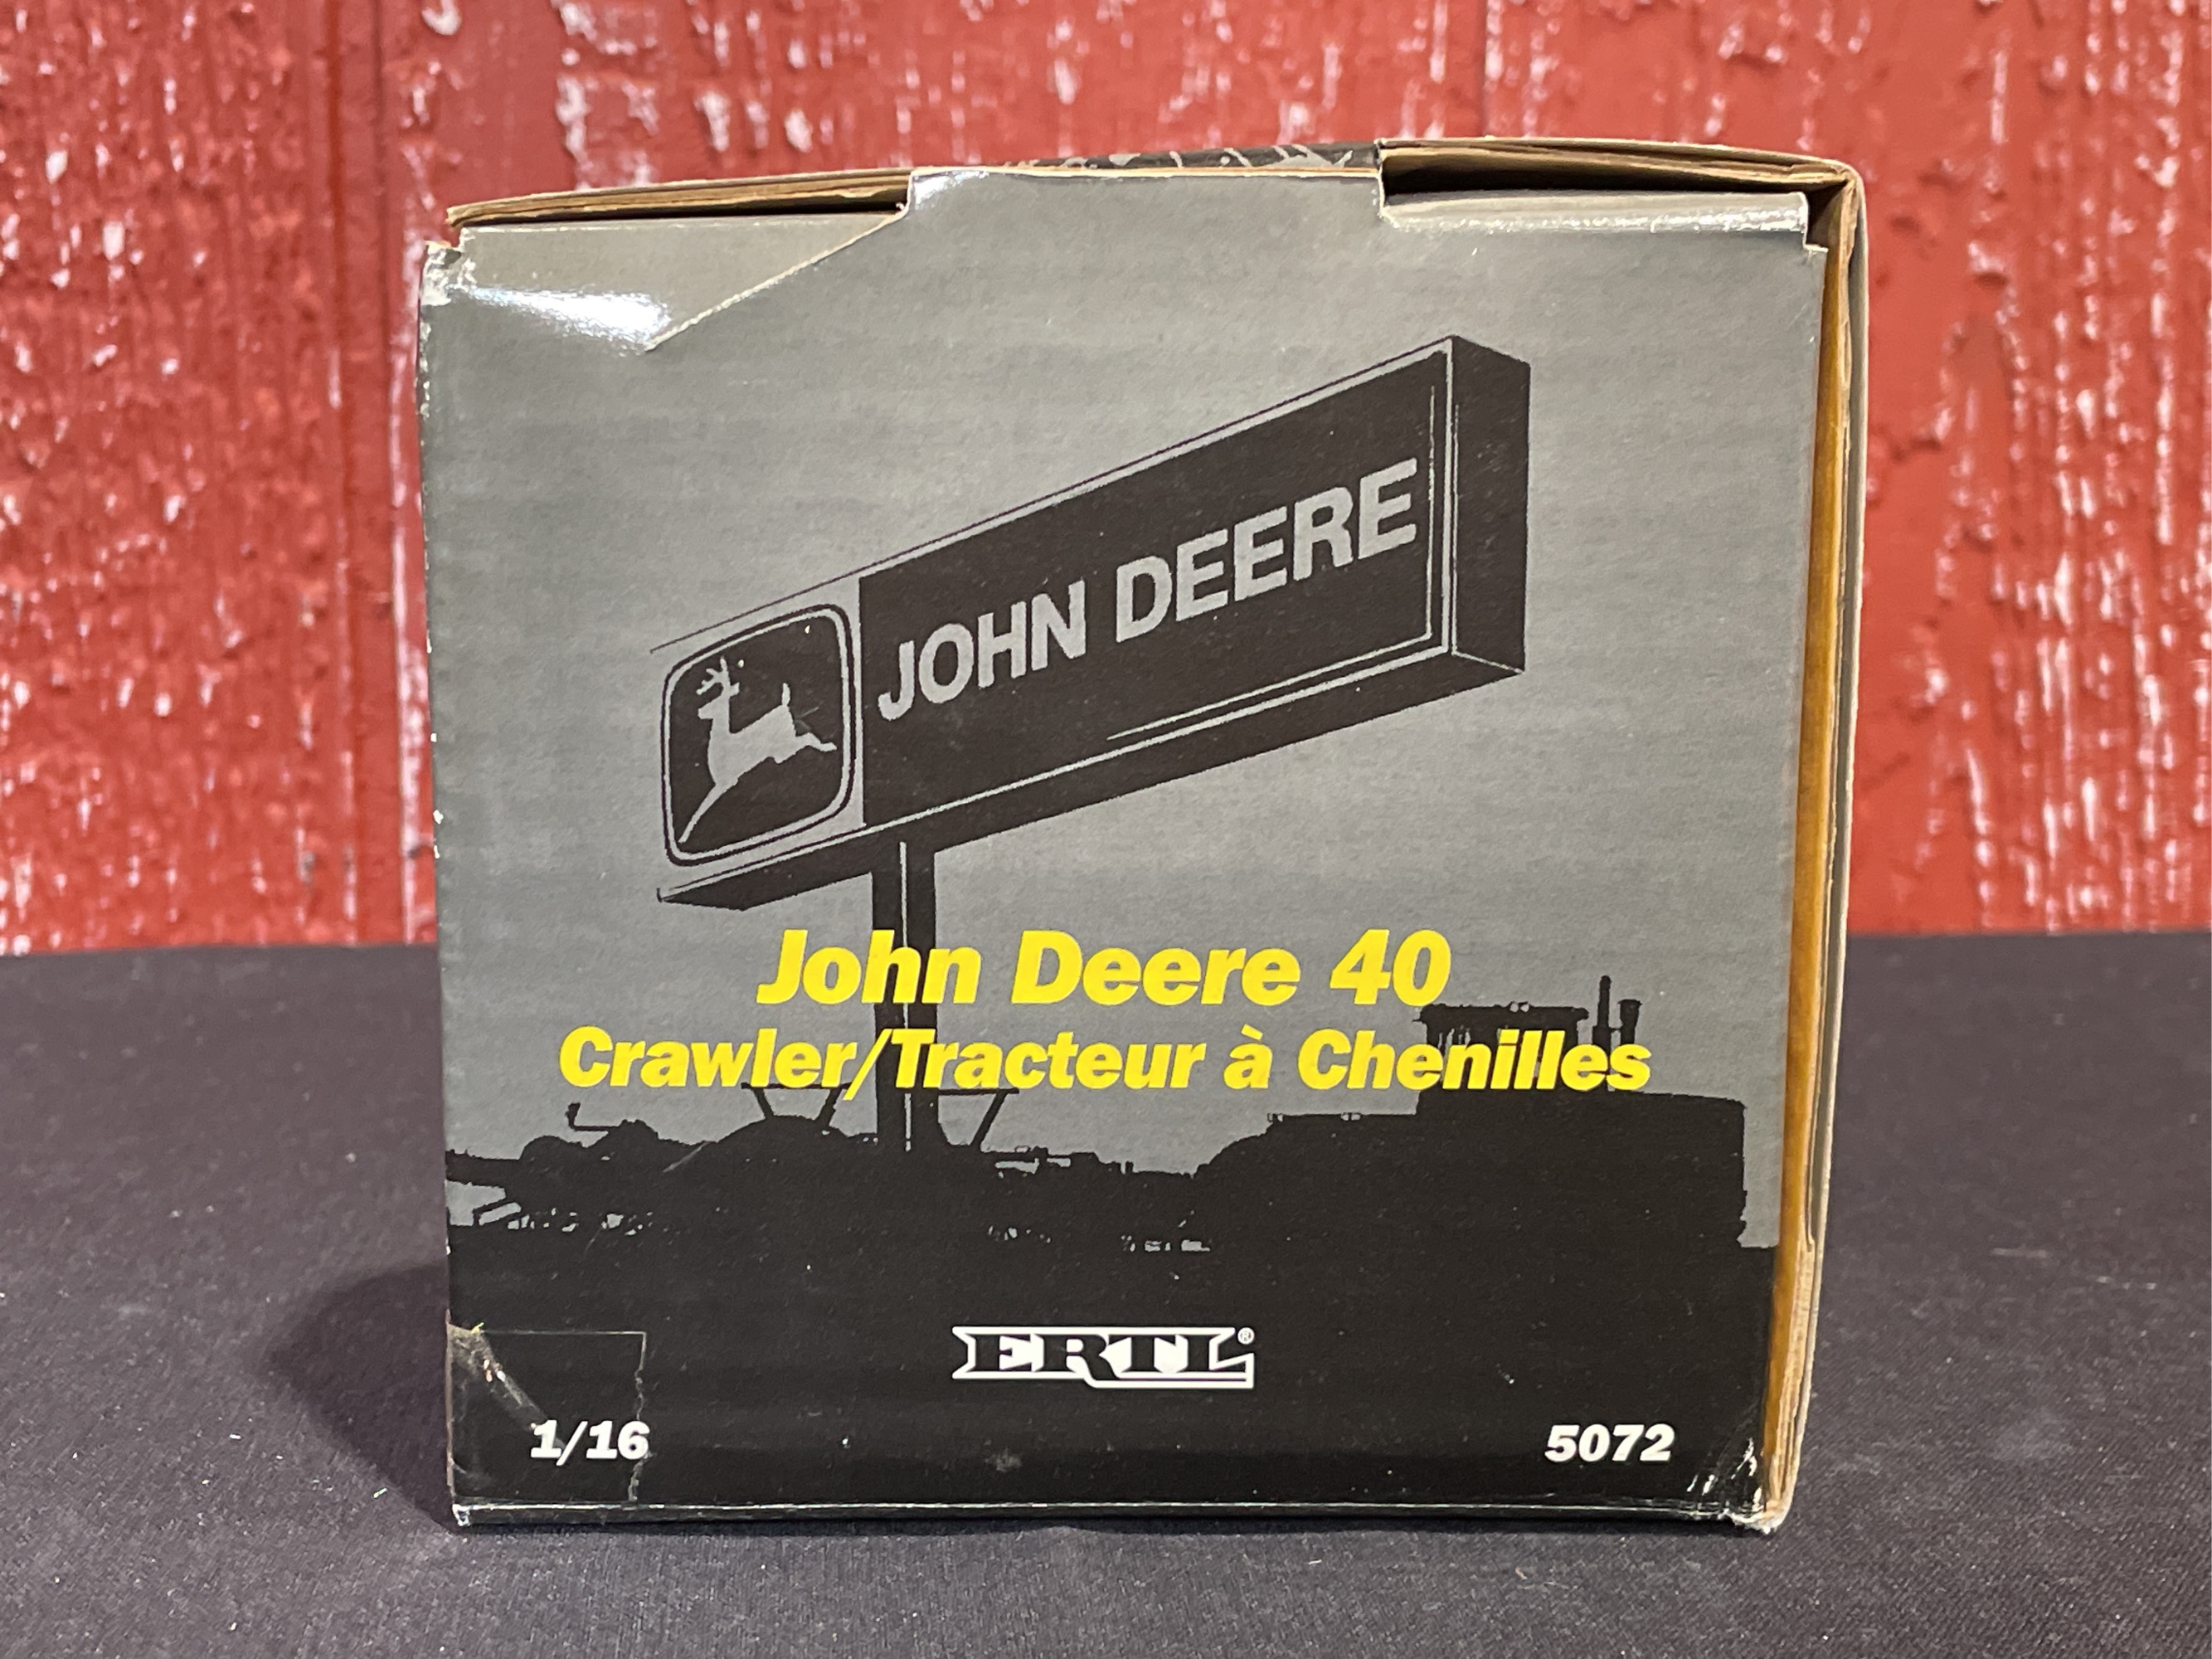 JOHN DEERE
John Deere 40
Crawler/Tracteur à Chenilles
ERTL®
1/16
5072